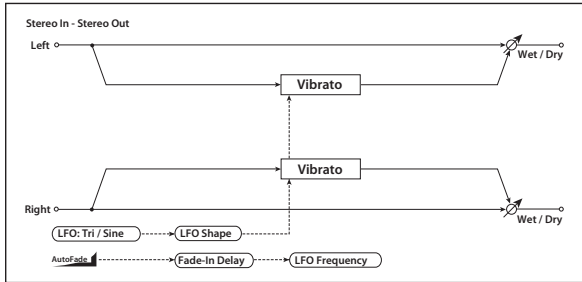 Stereo In - Stereo Out
Left
Wet / Dry
Vibrato
Vibrato
Right
Wet / Dry
LFO: Tri / Sine
LFO Shape
AutoFade
Fade-In Delay
LFO Frequency